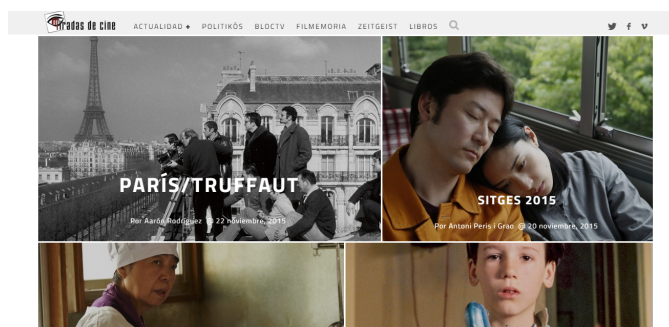 Miradas de cine
ACTUALIDAD + POLITIKÓS BLOCTV FILMEMORIA ZEITGEIST LIBROS
PARÍS/TRUFFAUT
Por Aarón Rodríguez @ 22 noviembre, 2015
SITGES 2015
Por Antoni Peris i Grao @ 20 noviembre, 2015